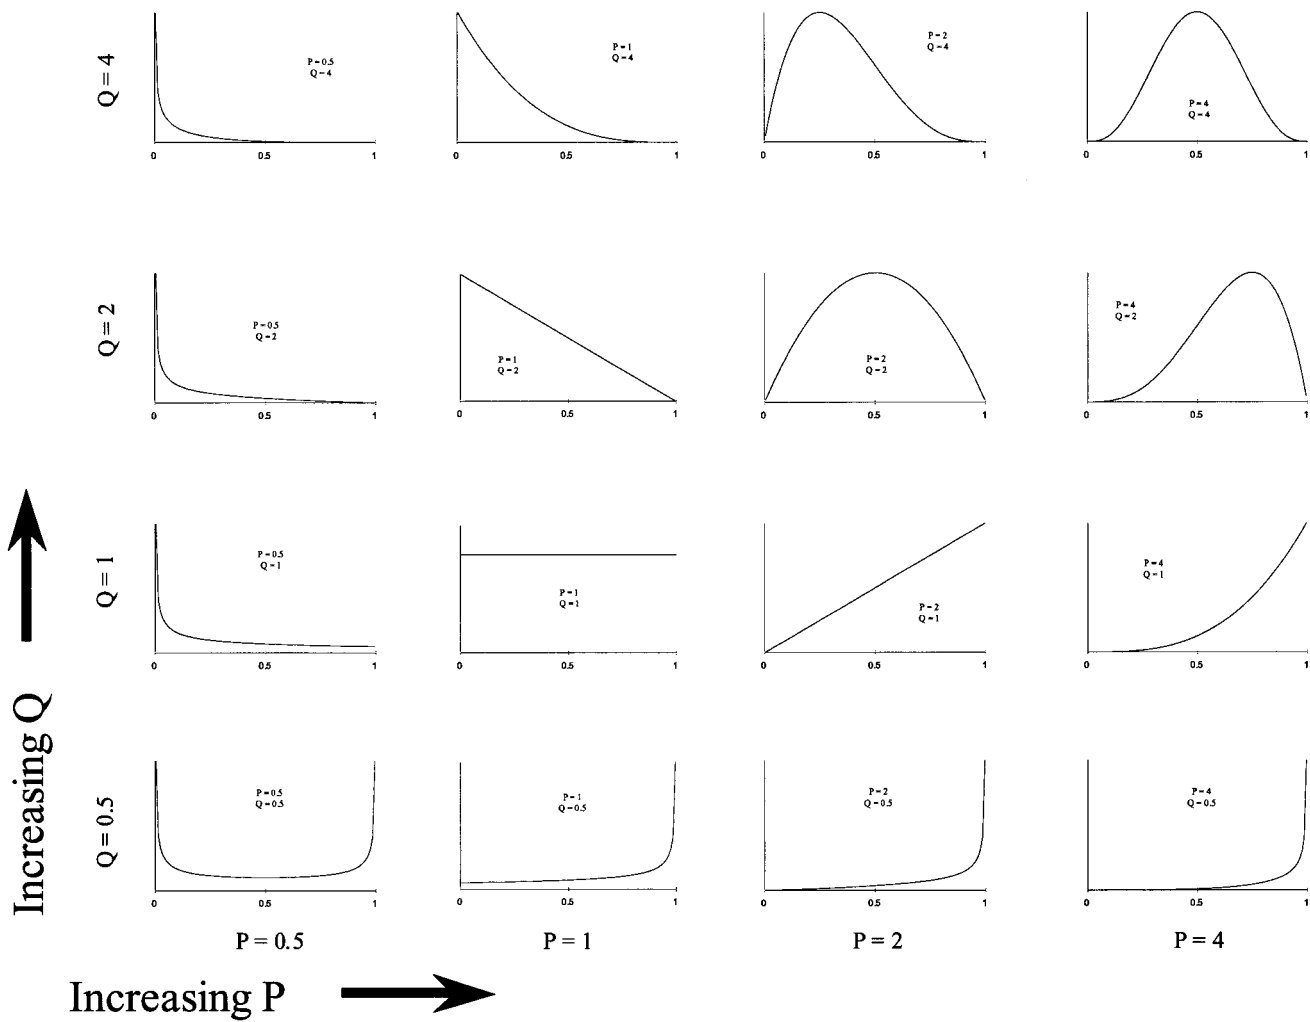 Q = 4
P = 0.5
Q = 4
0 0.5 1
P = 1
Q = 4
0 0.5 1
P = 2
Q = 4
0 0.5 1
P = 4
Q = 4
0 0.5 1
Q = 2
P = 0.5
Q = 2
0 0.5 1
P = 1
Q = 2
0 0.5 1
P = 2
Q = 2
0 0.5 1
P = 4
Q = 2
0 0.5 1
Q = 1
P = 0.5
Q = 1
0 0.5 1
P = 1
Q = 1
0 0.5 1
P = 2
Q = 1
0 0.5 1
P = 4
Q = 1
0 0.5 1
Q = 0.5
P = 0.5
Q = 0.5
0 0.5 1
P = 1
Q = 0.5
0 0.5 1
P = 2
Q = 0.5
0 0.5 1
P = 4
Q = 0.5
0 0.5 1
Increasing Q
P = 0.5
P = 1
P = 2
P = 4
Increasing P